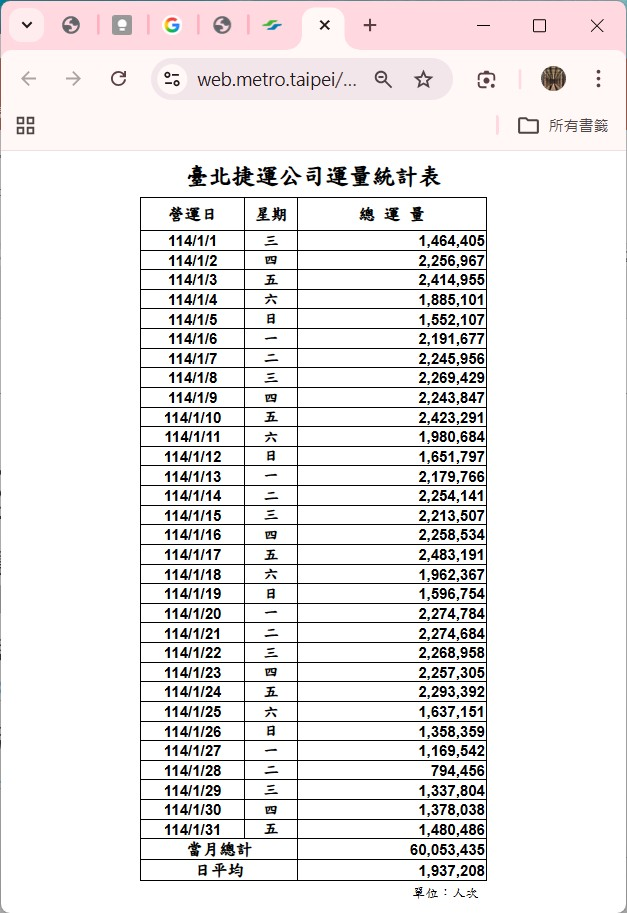 web.metro.taipei/...
所有書籤
臺北捷運公司運量統計表
營運日 星期 總 運 量
114/1/1 三 1,464,405
114/1/2 四 2,256,967
114/1/3 五 2,414,955
114/1/4 六 1,885,101
114/1/5 日 1,552,107
114/1/6 一 2,191,677
114/1/7 二 2,245,956
114/1/8 三 2,269,429
114/1/9 四 2,243,847
114/1/10 五 2,423,291
114/1/11 六 1,980,684
114/1/12 日 1,651,797
114/1/13 一 2,179,766
114/1/14 二 2,254,141
114/1/15 三 2,213,507
114/1/16 四 2,258,534
114/1/17 五 2,483,191
114/1/18 六 1,962,367
114/1/19 日 1,596,754
114/1/20 一 2,274,784
114/1/21 二 2,274,684
114/1/22 三 2,268,958
114/1/23 四 2,257,305
114/1/24 五 2,293,392
114/1/25 六 1,637,151
114/1/26 日 1,358,359
114/1/27 一 1,169,542
114/1/28 二 794,456
114/1/29 三 1,337,804
114/1/30 四 1,378,038
114/1/31 五 1,480,486
當月總計 60,053,435
日平均 1,937,208
單位：人次